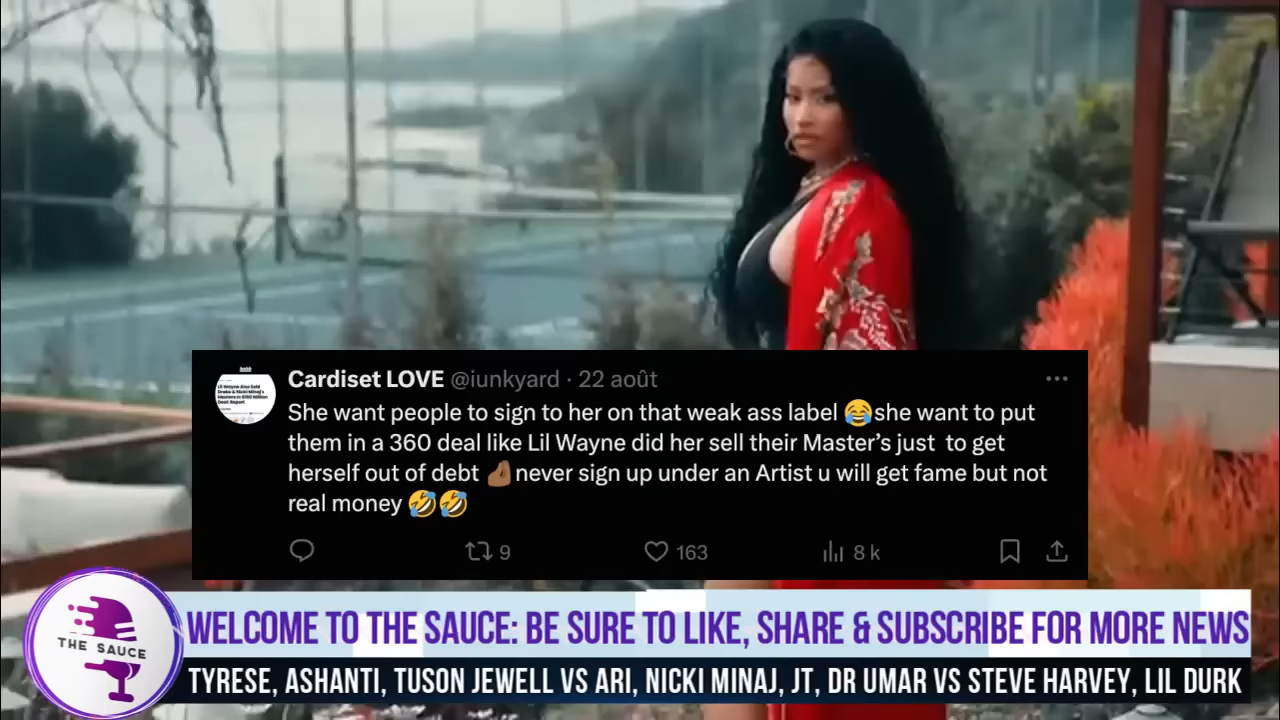 Cardiset LOVE @iunkyard · 22 août
She want people to sign to her on that weak ass label 😂she want to put
them in a 360 deal like Lil Wayne did her sell their Master's just to get
herself out of debt 🤌🏾never sign up under an Artist u will get fame but not
real money 🤣🤣
9 163 8 k
THE SAUCE
WELCOME TO THE SAUCE: BE SURE TO LIKE, SHARE & SUBSCRIBE FOR MORE NEWS
TYRESE, ASHANTI, TUSON JEWELL VS ARI, NICKI MINAJ, JT, DR UMAR VS STEVE HARVEY, LIL DURK